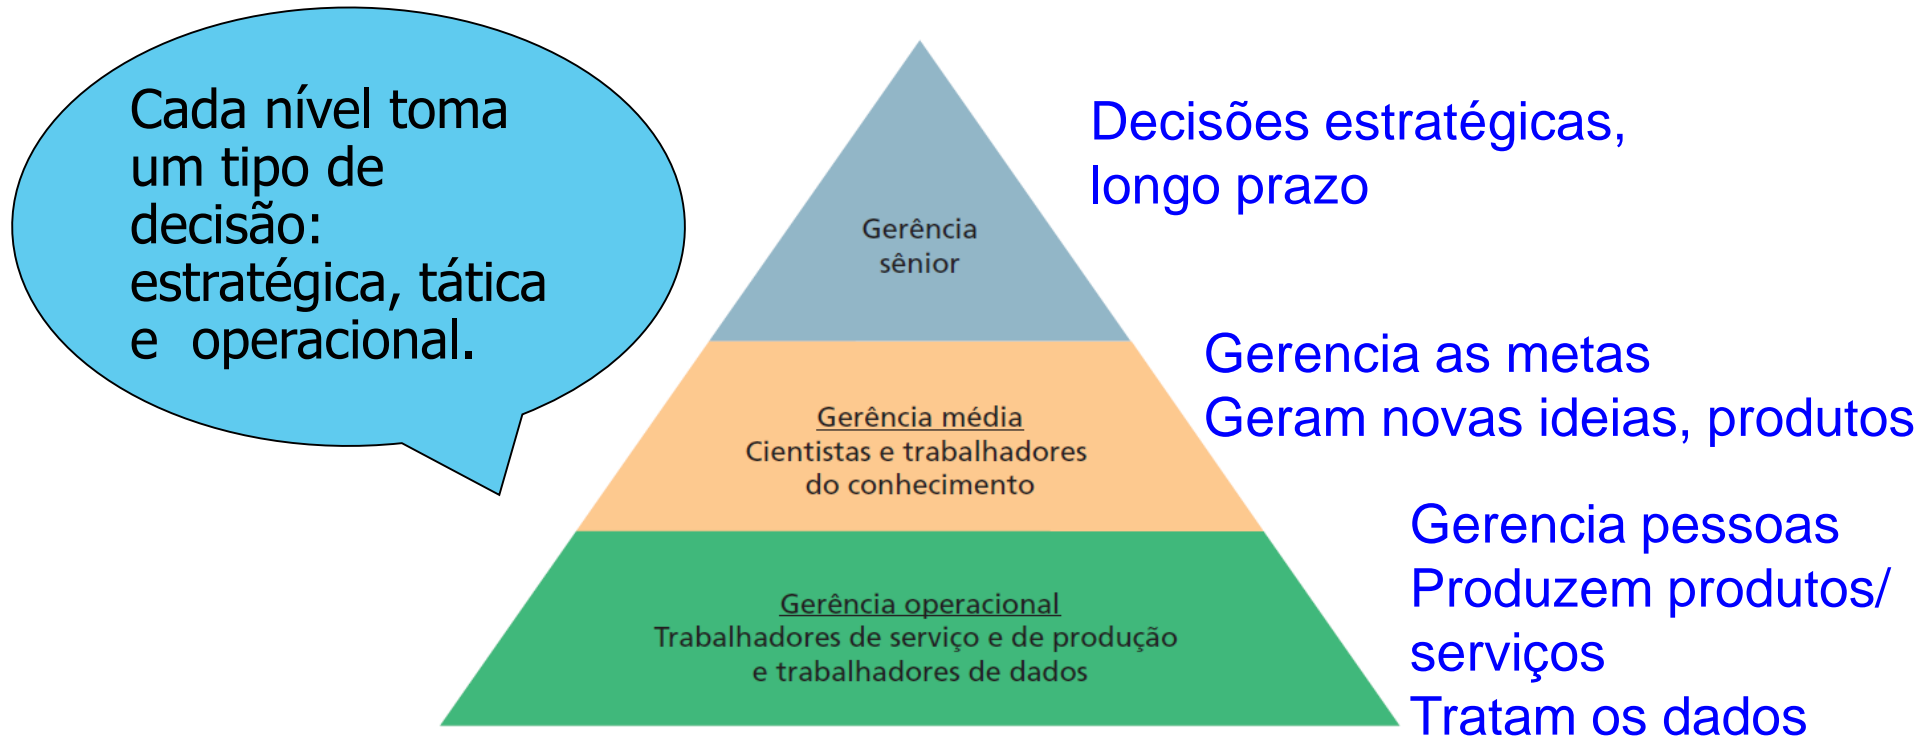 Cada nível toma
um tipo de
decisão:
estratégica, tática
e operacional.
Decisões estratégicas,
longo prazo
Gerência
sênior
Gerencia as metas
Geram novas ideias, produtos
Gerência média
Cientistas e trabalhadores
do conhecimento
Gerencia pessoas
Produzem produtos/
serviços
Tratam os dados
Gerência operacional
Trabalhadores de serviço e de produção
e trabalhadores de dados